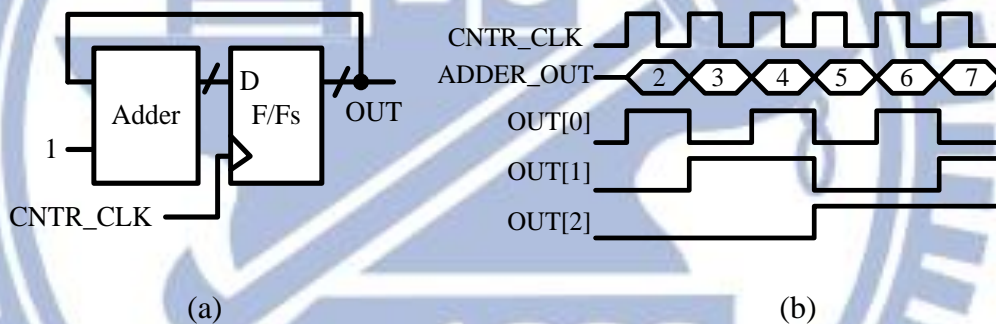 Adder
D
F/Fs
OUT
1
CNTR_CLK
(a)
CNTR_CLK
ADDER_OUT
2 3 4 5 6 7
OUT[0]
OUT[1]
OUT[2]
(b)